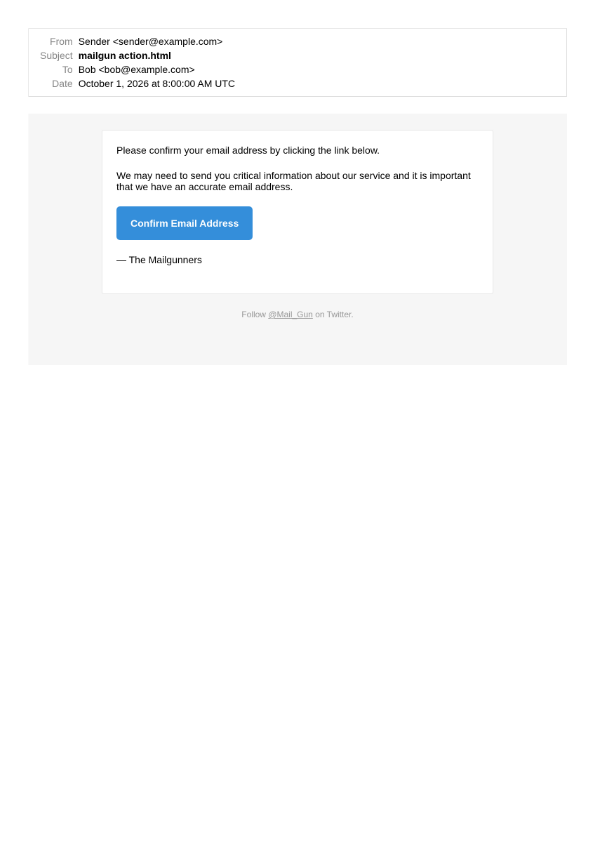 From Sender <sender@example.com>
Subject mailgun action.html
To Bob <bob@example.com>
Date October 1, 2026 at 8:00:00 AM UTC
Please confirm your email address by clicking the link below.
We may need to send you critical information about our service and it is important
that we have an accurate email address.
Confirm Email Address
— The Mailgunners
Follow @Mail_Gun on Twitter.